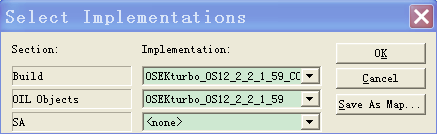 Select Implementations
Section: Implementation:
Build OSEKturbo_OS12_2_2_1_59_CC OK
OIL Objects OSEKturbo_OS12_2_2_1_59 Cancel
SA <none> Save As Map...